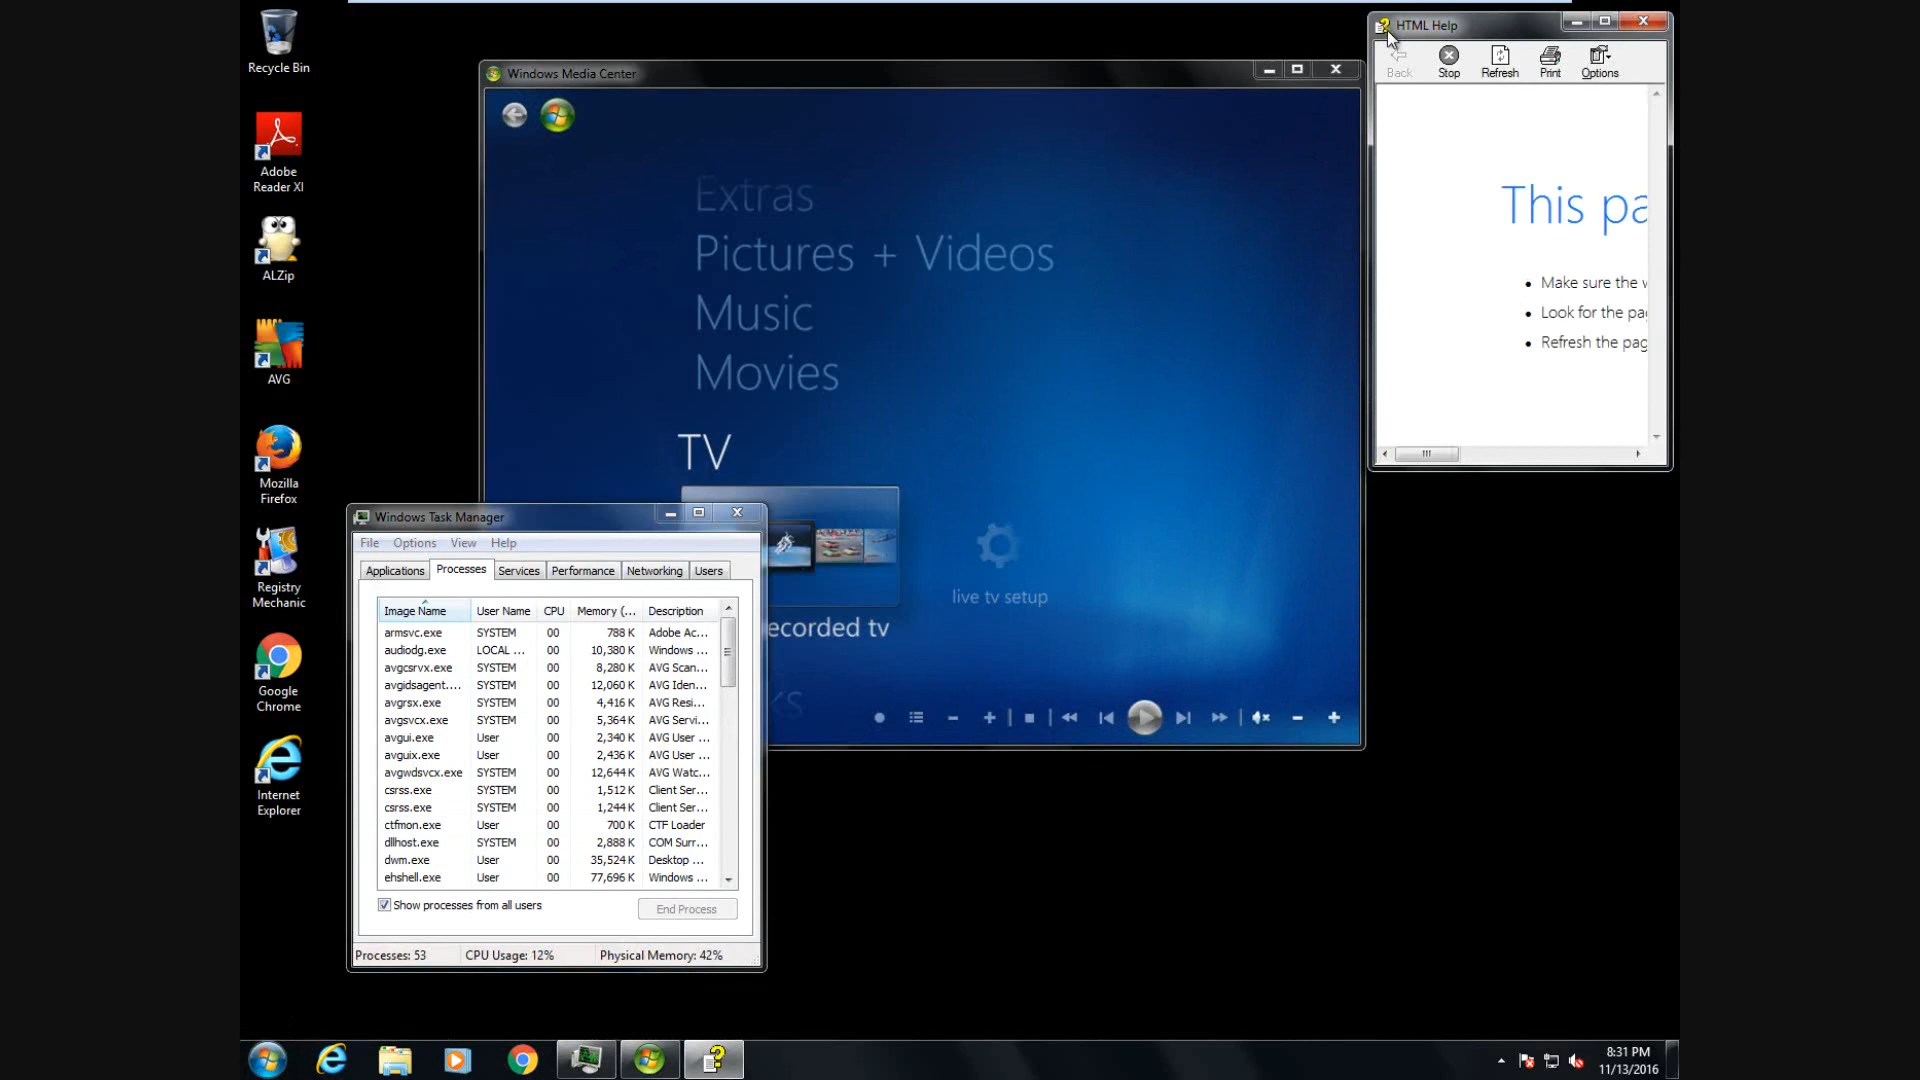 Recycle Bin
Adobe
Reader XI
ALZip
AVG
Mozilla
Firefox
Registry
Mechanic
Google
Chrome
Internet
Explorer
Windows Media Center
Extras
Pictures + Videos
Music
Movies
TV
ecorded tv
live tv setup
ks
HTML Help
Back
Stop
Refresh
Print
Options
This pa
Make sure the w
Look for the pag
Refresh the pag
Windows Task Manager
File Options View Help
Applications Processes Services Performance Networking Users
Image Name User Name CPU Memory (... Description
armsvc.exe SYSTEM 00 788 K Adobe Ac...
audiodg.exe LOCAL ... 00 10,380 K Windows ...
avgcsrvx.exe SYSTEM 00 8,280 K AVG Scan...
avgidsagent.... SYSTEM 00 12,060 K AVG Iden...
avgrsx.exe SYSTEM 00 4,416 K AVG Resi...
avgsvcx.exe SYSTEM 00 5,364 K AVG Servi...
avgui.exe User 00 2,340 K AVG User ...
avguix.exe User 00 2,436 K AVG User ...
avgwdsvcx.exe SYSTEM 00 12,644 K AVG Watc...
csrss.exe SYSTEM 00 1,512 K Client Ser...
csrss.exe SYSTEM 00 1,244 K Client Ser...
ctfmon.exe User 00 700 K CTF Loader
dllhost.exe SYSTEM 00 2,888 K COM Surr...
dwm.exe User 00 35,524 K Desktop ...
ehshell.exe User 00 77,696 K Windows ...
Show processes from all users
End Process
Processes: 53 CPU Usage: 12% Physical Memory: 42%
8:31 PM
11/13/2016